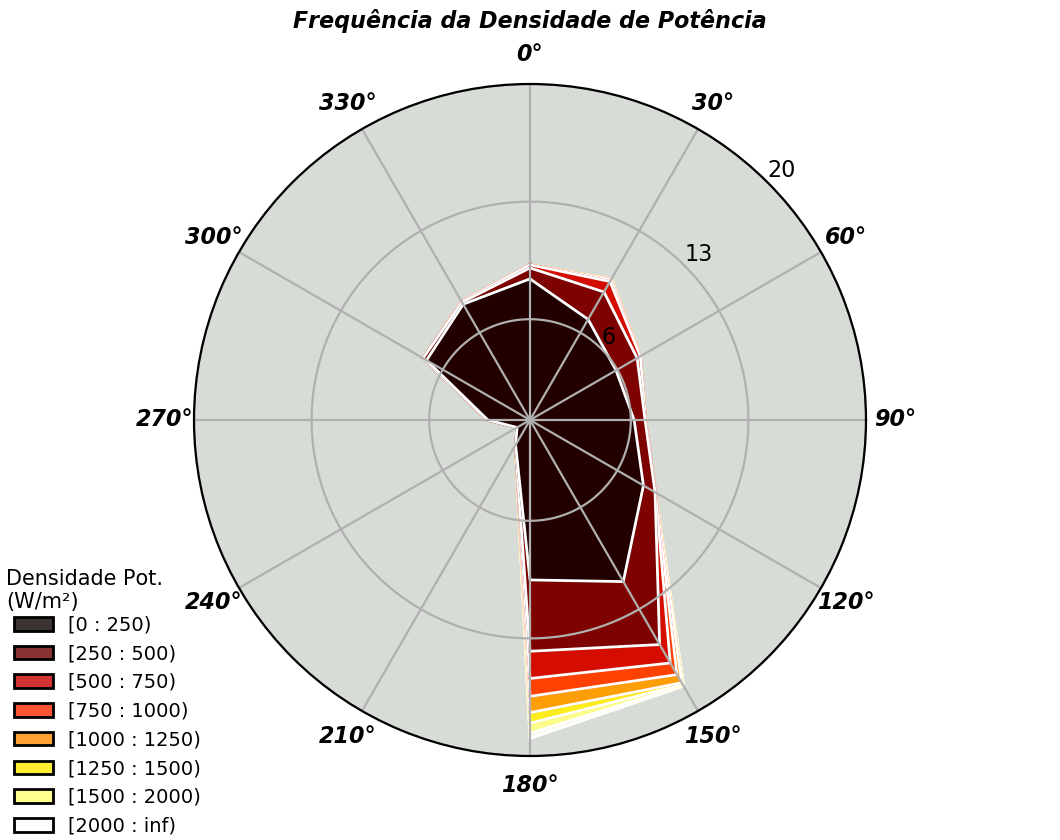 Frequência da Densidade de Potência
0°
330°
30°
20
300°
60°
13
6
270°
90°
240°
120°
210°
150°
180°
Densidade Pot.
(W/m²)
[0 : 250)
[250 : 500)
[500 : 750)
[750 : 1000)
[1000 : 1250)
[1250 : 1500)
[1500 : 2000)
[2000 : inf)